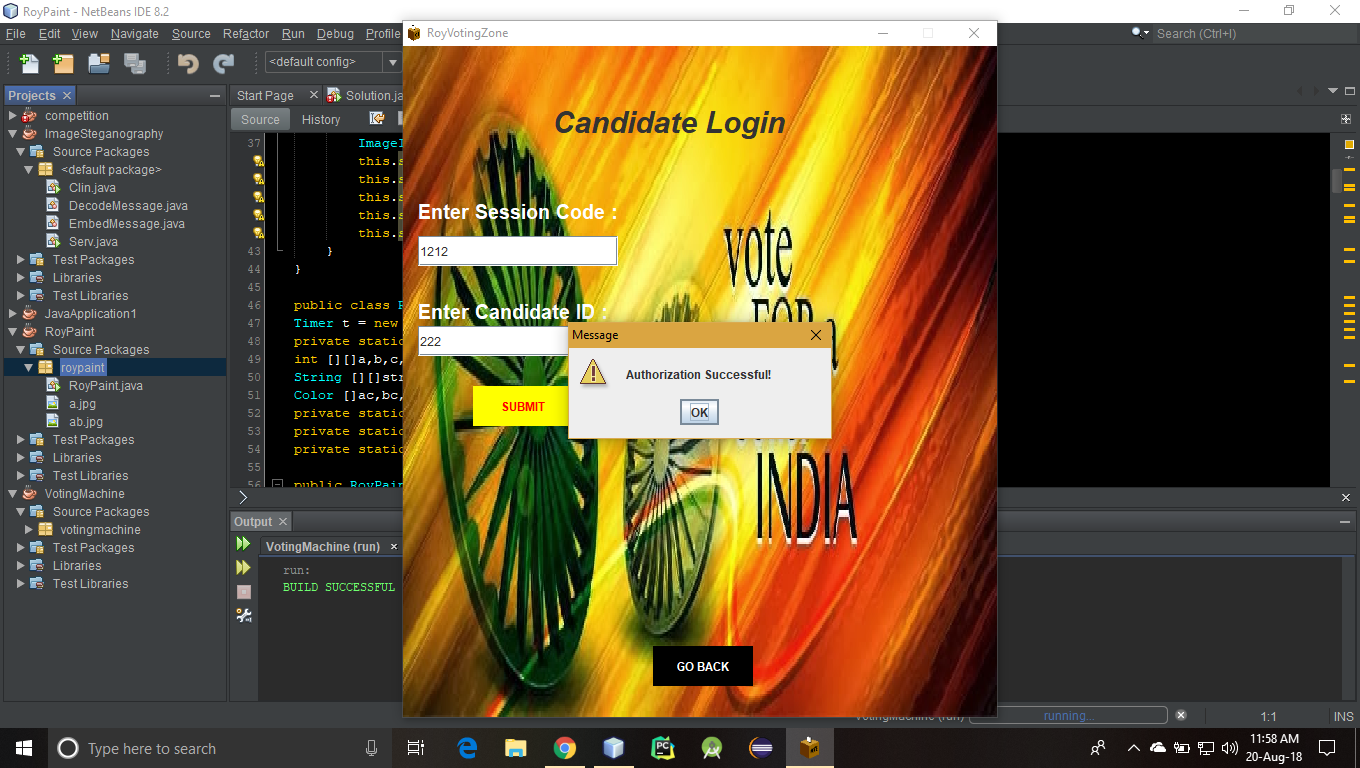 RoyPaint - NetBeans IDE 8.2
File Edit View Navigate Source Refactor Run Debug Profile
Search (Ctrl+I)
<default config>
RoyVotingZone
Projects
competition
ImageSteganography
Source Packages
<default package>
Clin.java
DecodeMessage.java
EmbedMessage.java
Serv.java
Test Packages
Libraries
Test Libraries
JavaApplication1
RoyPaint
Source Packages
roypaint
RoyPaint.java
a.jpg
ab.jpg
Test Packages
Libraries
Test Libraries
VotingMachine
Source Packages
votingmachine
Test Packages
Libraries
Test Libraries
Start Page Solution.ja
Source History
37 ImageI
this.s
this.s
this.s
this.s
this.s
43 }
44 }
45
46 public class R
47 Timer t = new
48 private static
49 int [][]a,b,c,
50 String [][]str
51 Color []ac,bc,
52 private static
53 private static
54 private static
55
56 public RoyPain
Output
VotingMachine (run)
run:
BUILD SUCCESSFUL
Candidate Login
Enter Session Code :
1212
Enter Candidate ID :
222
SUBMIT
vote
FOR a
INDIA
Message
Authorization Successful!
OK
GO BACK
VotingMachine (run) running...
1:1 INS
Type here to search
PC
11:58 AM
20-Aug-18